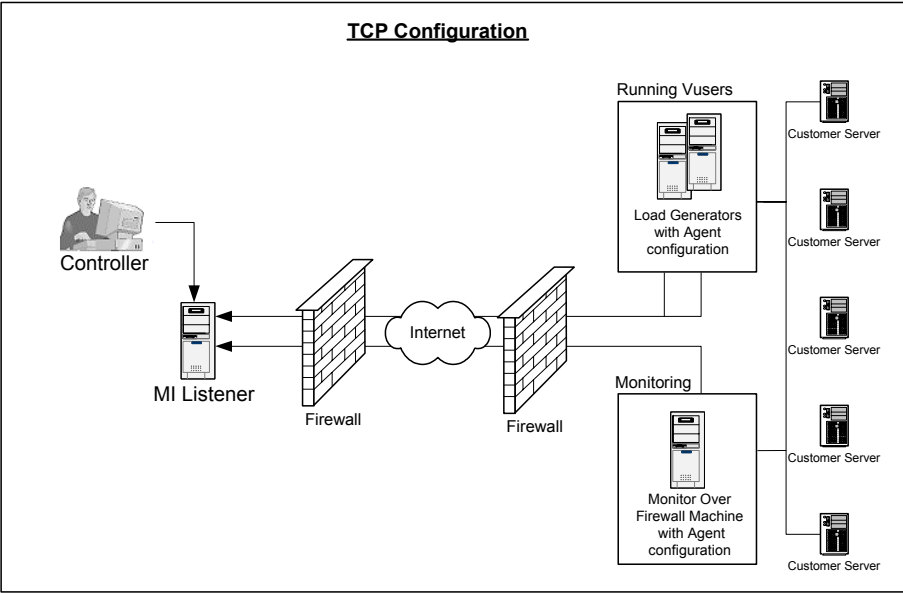 TCP Configuration
Running Vusers
Customer Server
Load Generators
with Agent
configuration
Customer Server
Controller
Internet
Customer Server
MI Listener
Monitoring
Firewall
Firewall
Customer Server
Monitor Over
Firewall Machine
with Agent
configuration
Customer Server